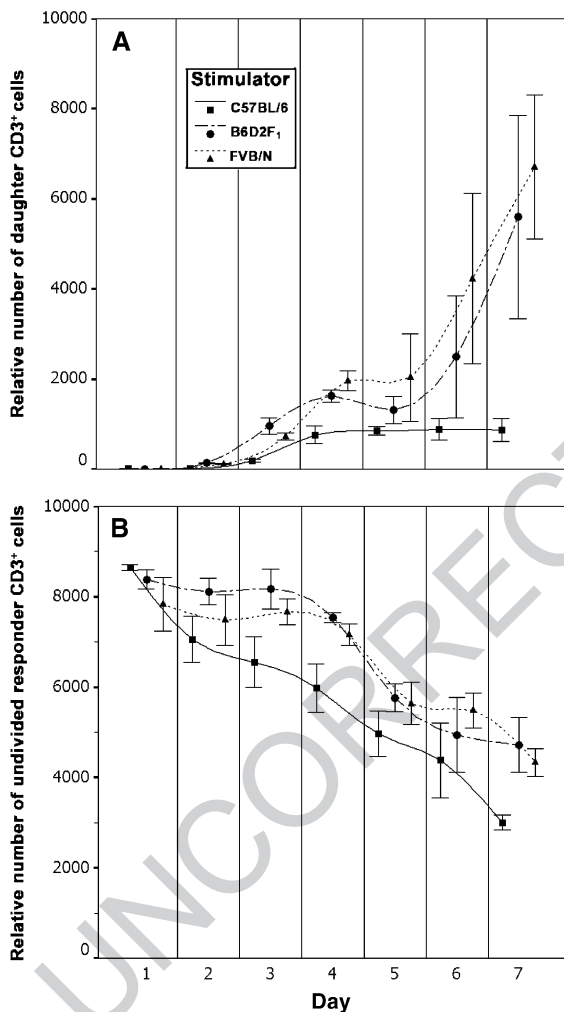 A
10000
8000
6000
4000
2000
0
Relative number of daughter CD3⁺ cells
Stimulator
C57BL/6
B6D2F₁
FVB/N
B
10000
8000
6000
4000
2000
0
Relative number of undivided responder CD3⁺ cells
1 2 3 4 5 6 7
Day
UNCORRECT